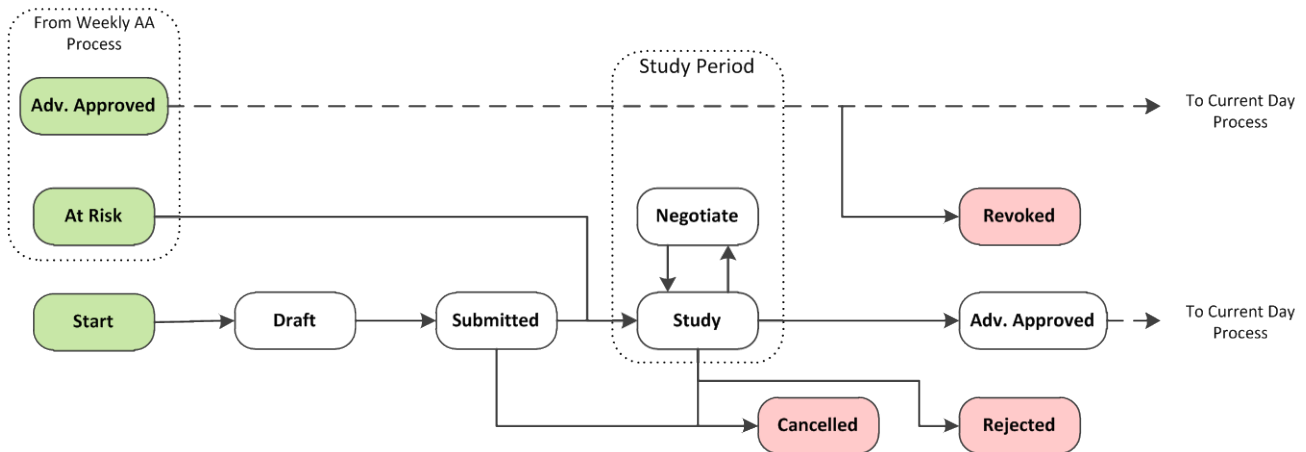 From Weekly AA
Process
Study Period
Adv. Approved
To Current Day
Process
At Risk
Negotiate
Revoked
Start
Draft
Submitted
Study
Adv. Approved
To Current Day
Process
Cancelled
Rejected